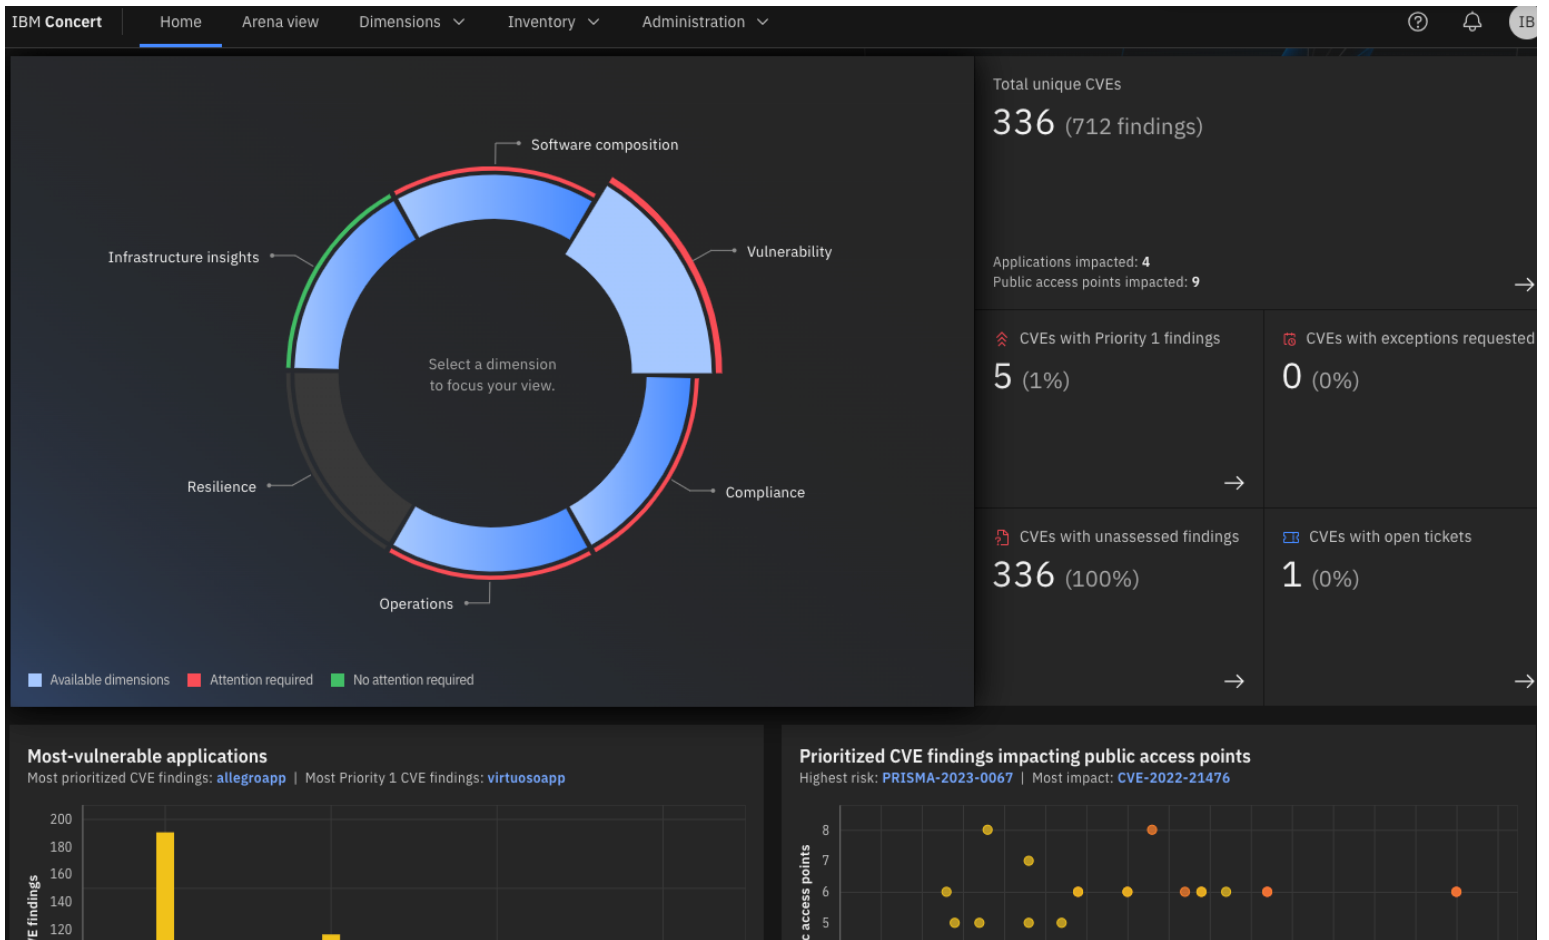 IBM Concert
Home
Arena view
Dimensions
Inventory
Administration
IB
Software composition
Vulnerability
Infrastructure insights
Select a dimension
to focus your view.
Resilience
Compliance
Operations
Available dimensions
Attention required
No attention required
Total unique CVEs
336 (712 findings)
Applications impacted: 4
Public access points impacted: 9
CVEs with Priority 1 findings
5 (1%)
CVEs with exceptions requested
0 (0%)
CVEs with unassessed findings
336 (100%)
CVEs with open tickets
1 (0%)
Most-vulnerable applications
Most prioritized CVE findings: allegroapp | Most Priority 1 CVE findings: virtuosoapp
200
180
160
140
120
VE findings
Prioritized CVE findings impacting public access points
Highest risk: PRISMA-2023-0067 | Most impact: CVE-2022-21476
8
7
6
5
c access points